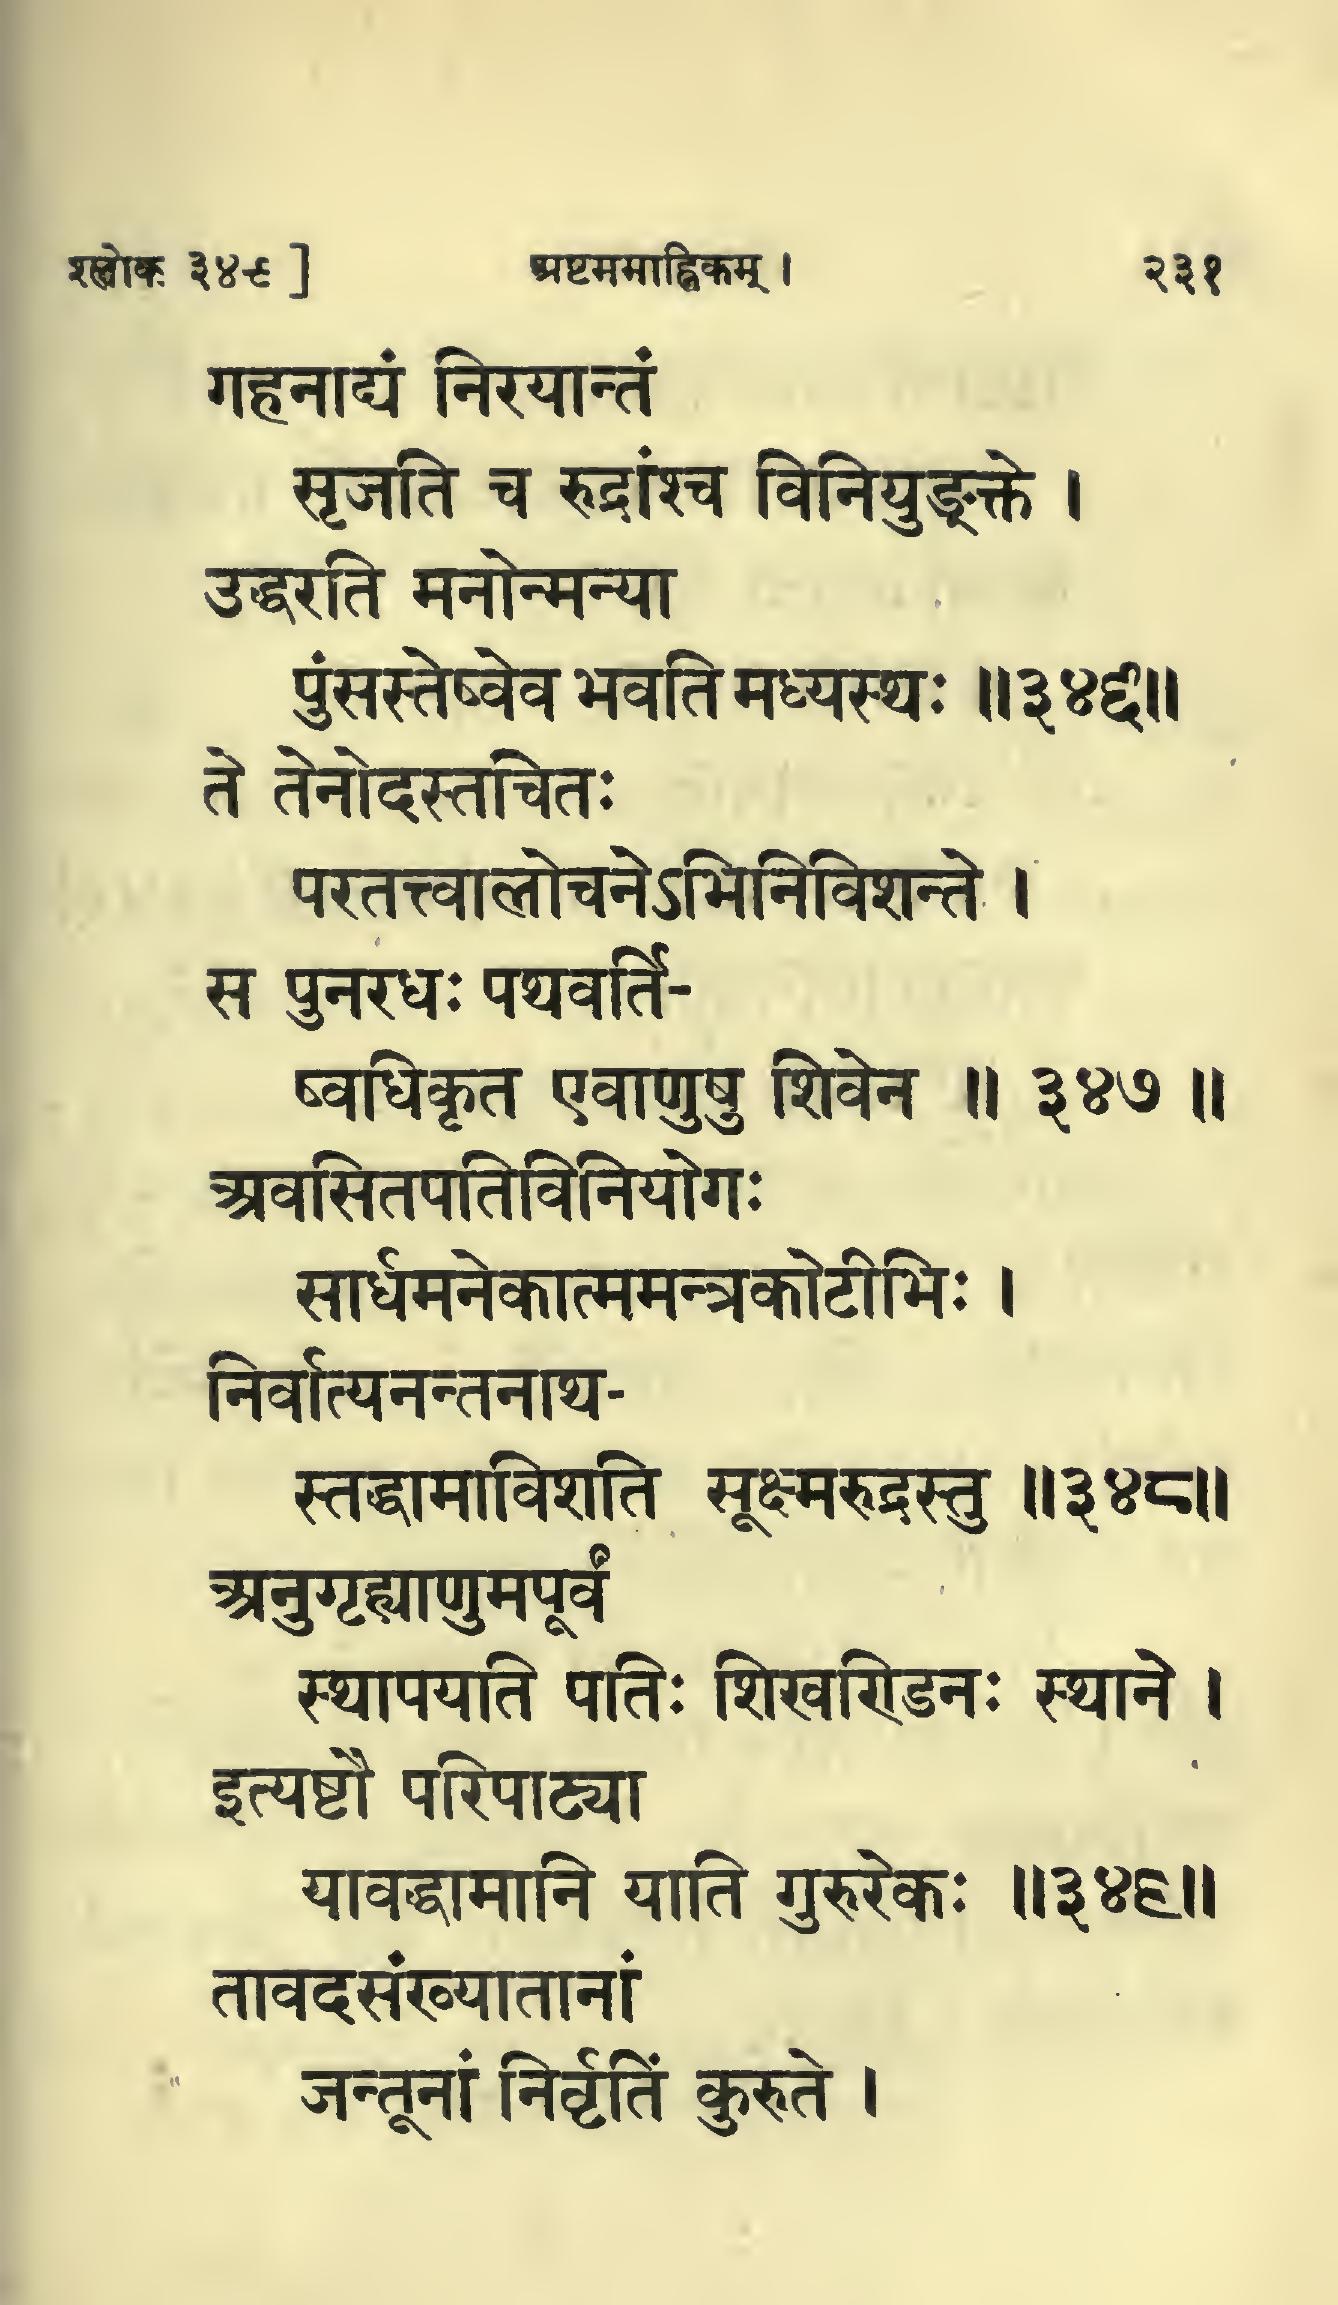 श्लोकः ३४९ ] अष्टममाह्निकम् । २३१
गहनाद्यं निरयान्तं
सृजति च रुद्रांश्च विनियुङ्क्ते ।
उद्धरति मनोन्मन्या
पुंसस्तेष्वेव भवति मध्यस्थः ॥३४६॥
ते तेनोदस्तचितः
परतत्त्वालोचनेऽभिनिविशन्ते ।
स पुनरधः पथवर्ति-
ष्वधिकृत एवाणुषु शिवेन ॥ ३४७ ॥
अवसितपतिविनियोगः
सार्धमनेकात्ममन्त्रकोटीभिः ।
निर्वात्यनन्तनाथ-
स्तद्धामाविशति सूक्ष्मरुद्रस्तु ॥३४८॥
अनुगृह्याणुमपूर्वं
स्थापयति पतिः शिखण्डिनः स्थाने ।
इत्यष्टौ परिपाट्या
यावद्धामानि याति गुरुरेकः ॥३४९॥
तावदसंख्यातानां
जन्तूनां निर्वृतिं कुरुते ।